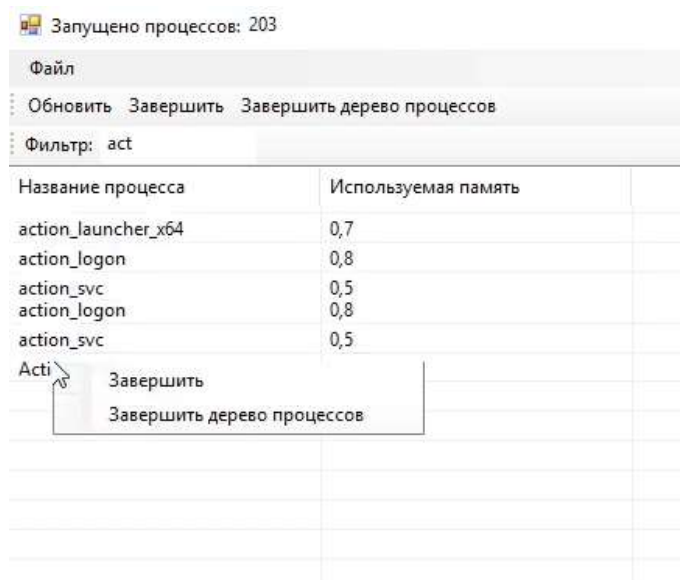 Запущено процессов: 203
Файл
Обновить Завершить Завершить дерево процессов
Фильтр: act
Название процесса Используемая память
action_launcher_x64 0,7
action_logon 0,8
action_svc 0,5
action_logon 0,8
action_svc 0,5
Acti
Завершить
Завершить дерево процессов